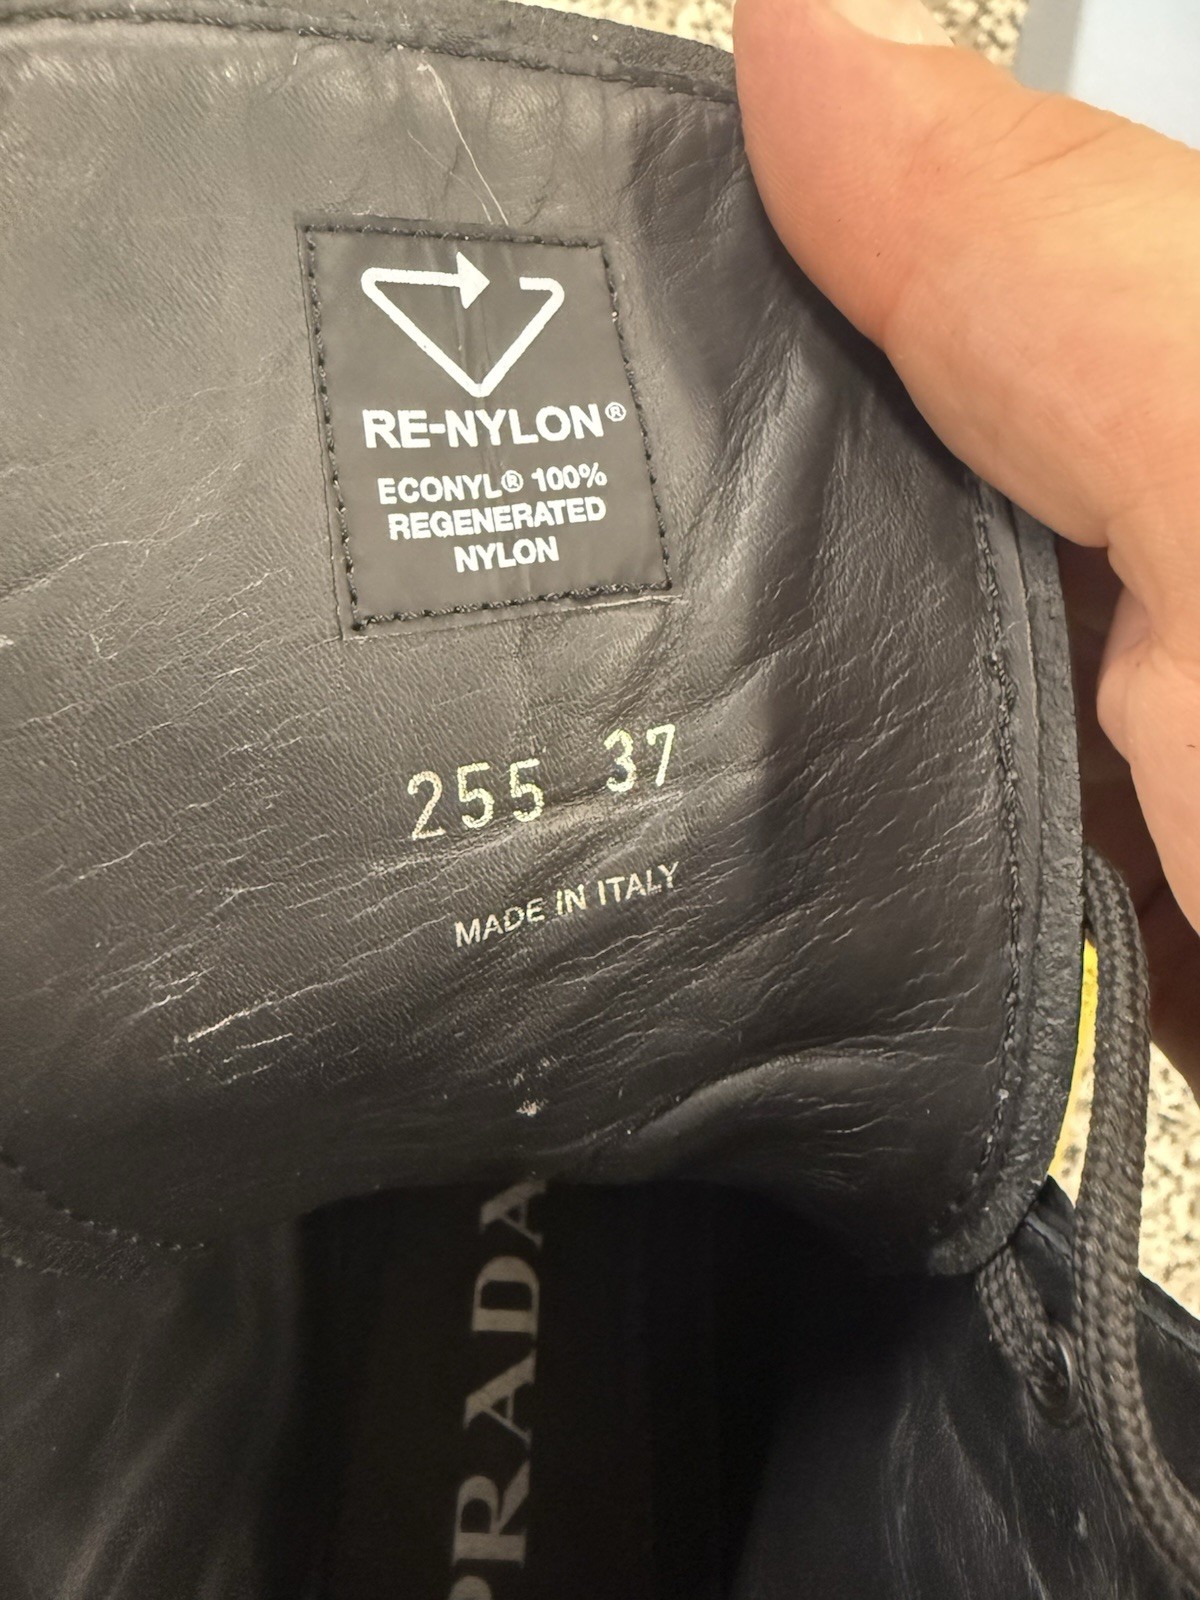 RE-NYLON®
ECONYL® 100%
REGENERATED
NYLON
255 37
MADE IN ITALY
PRADA